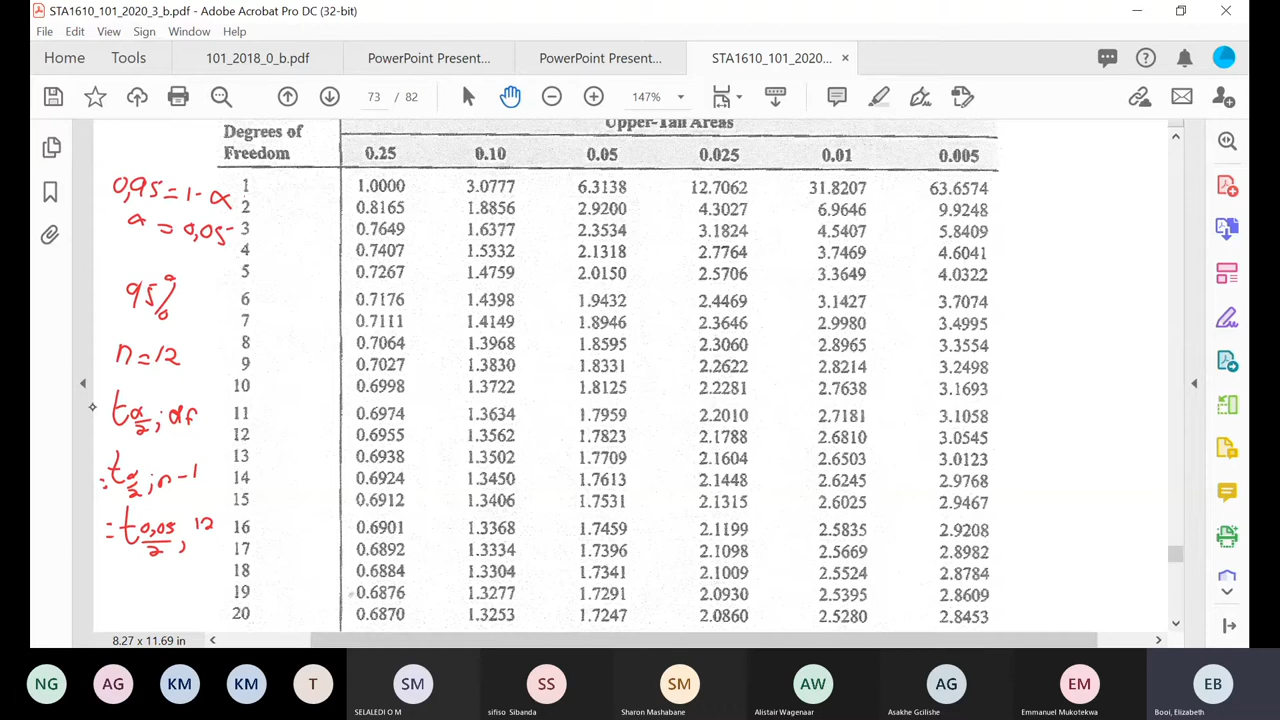 STA1610_101_2020_3_b.pdf - Adobe Acrobat Pro DC (32-bit)
File Edit View Sign Window Help
Home Tools 101_2018_0_b.pdf PowerPoint Present... PowerPoint Present... STA1610_101_2020... ×
73 / 82 147%
Upper-Tail Areas
Degrees of
Freedom 0.25 0.10 0.05 0.025 0.01 0.005
1 1.0000 3.0777 6.3138 12.7062 31.8207 63.6574
2 0.8165 1.8856 2.9200 4.3027 6.9646 9.9248
3 0.7649 1.6377 2.3534 3.1824 4.5407 5.8409
4 0.7407 1.5332 2.1318 2.7764 3.7469 4.6041
5 0.7267 1.4759 2.0150 2.5706 3.3649 4.0322
6 0.7176 1.4398 1.9432 2.4469 3.1427 3.7074
7 0.7111 1.4149 1.8946 2.3646 2.9980 3.4995
8 0.7064 1.3968 1.8595 2.3060 2.8965 3.3554
9 0.7027 1.3830 1.8331 2.2622 2.8214 3.2498
10 0.6998 1.3722 1.8125 2.2281 2.7638 3.1693
11 0.6974 1.3634 1.7959 2.2010 2.7181 3.1058
12 0.6955 1.3562 1.7823 2.1788 2.6810 3.0545
13 0.6938 1.3502 1.7709 2.1604 2.6503 3.0123
14 0.6924 1.3450 1.7613 2.1448 2.6245 2.9768
15 0.6912 1.3406 1.7531 2.1315 2.6025 2.9467
16 0.6901 1.3368 1.7459 2.1199 2.5835 2.9208
17 0.6892 1.3334 1.7396 2.1098 2.5669 2.8982
18 0.6884 1.3304 1.7341 2.1009 2.5524 2.8784
19 0.6876 1.3277 1.7291 2.0930 2.5395 2.8609
20 0.6870 1.3253 1.7247 2.0860 2.5280 2.8453
0,95 = 1 - α
α = 0,05
95%
n = 12
t α/2 ; df
= t α/2 ; n-1
= t 0,05/2 , 12
8.27 x 11.69 in
NG AG KM KM T SM SS SM AW AG EM EB
SELALEDI O M sifiso Sibanda Sharon Mashabane Alistair Wagenaar Asakhe Gcilishe Emmanuel Mukotekwa Booi, Elizabeth